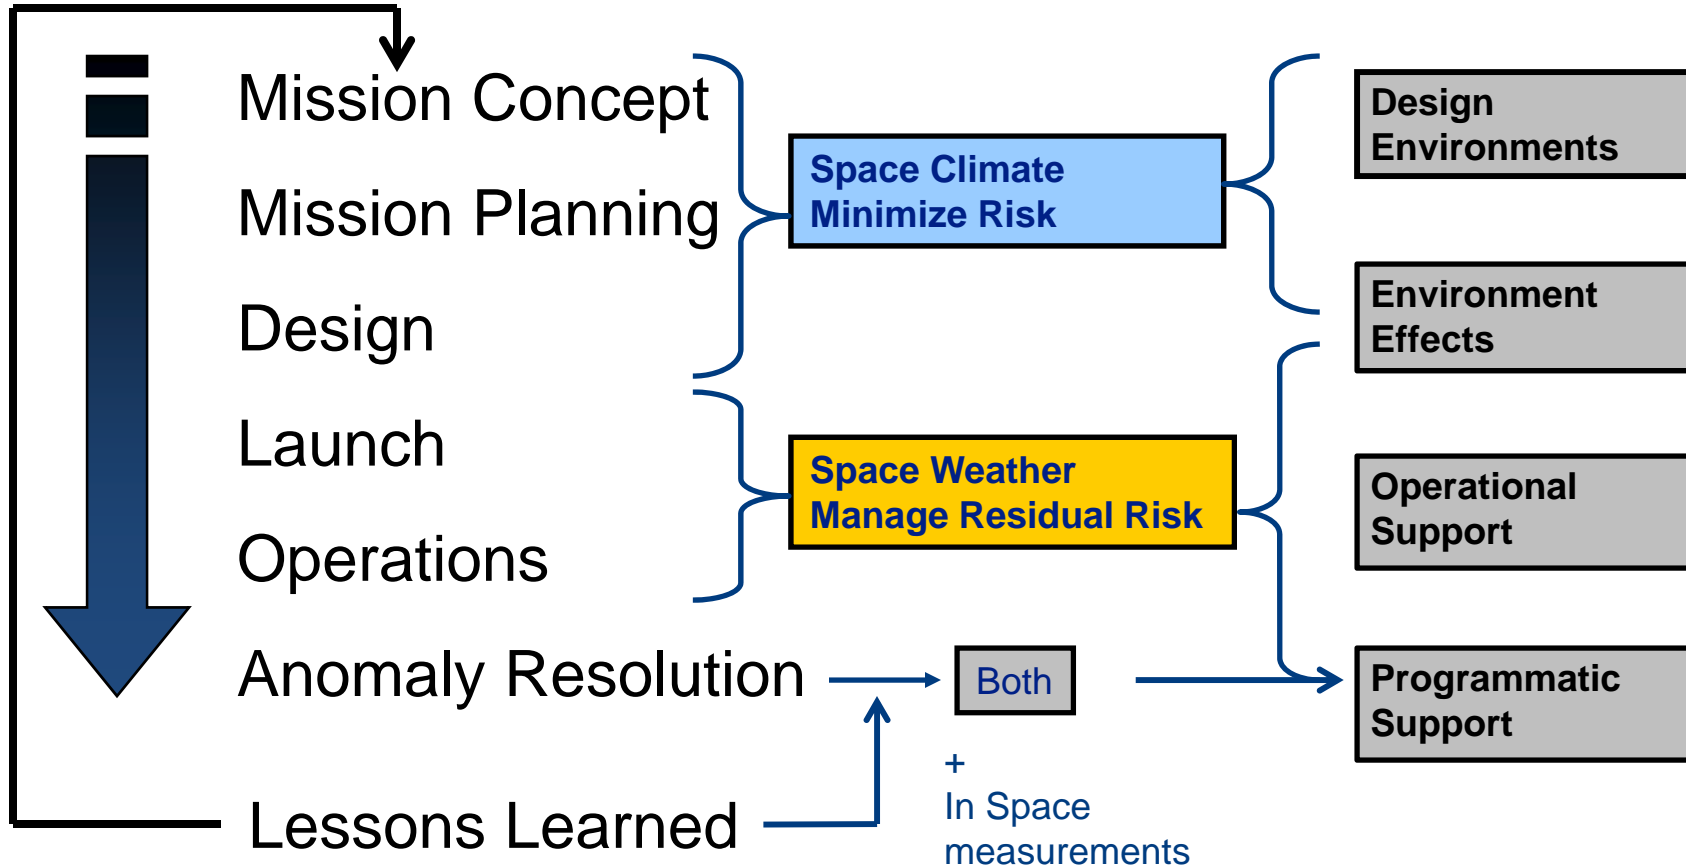 Mission Concept
Mission Planning
Design
Launch
Operations
Anomaly Resolution
Lessons Learned
Space Climate
Minimize Risk
Space Weather
Manage Residual Risk
Both
+
In Space
measurements
Design
Environments
Environment
Effects
Operational
Support
Programmatic
Support